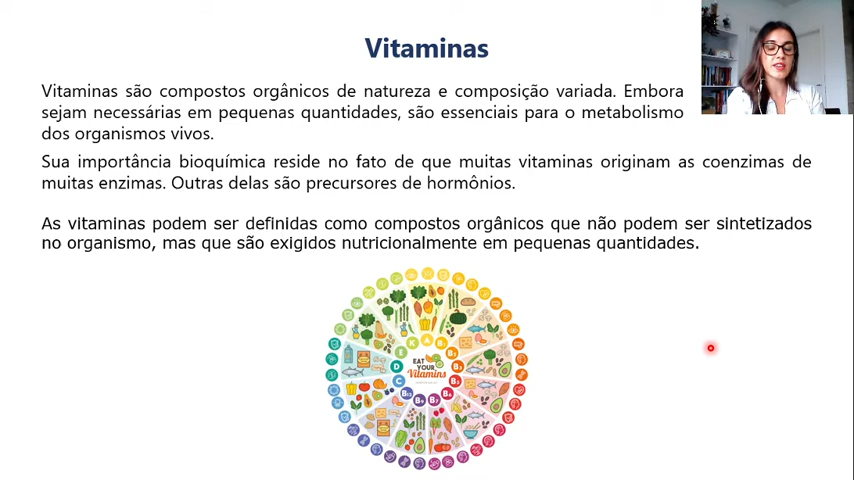 Vitaminas
Vitaminas são compostos orgânicos de natureza e composição variada. Embora
sejam necessárias em pequenas quantidades, são essenciais para o metabolismo
dos organismos vivos.
Sua importância bioquímica reside no fato de que muitas vitaminas originam as coenzimas de
muitas enzimas. Outras delas são precursores de hormônios.
As vitaminas podem ser definidas como compostos orgânicos que não podem ser sintetizados
no organismo, mas que são exigidos nutricionalmente em pequenas quantidades.
K
A
E
D
C
EAT
YOUR
Vitamins